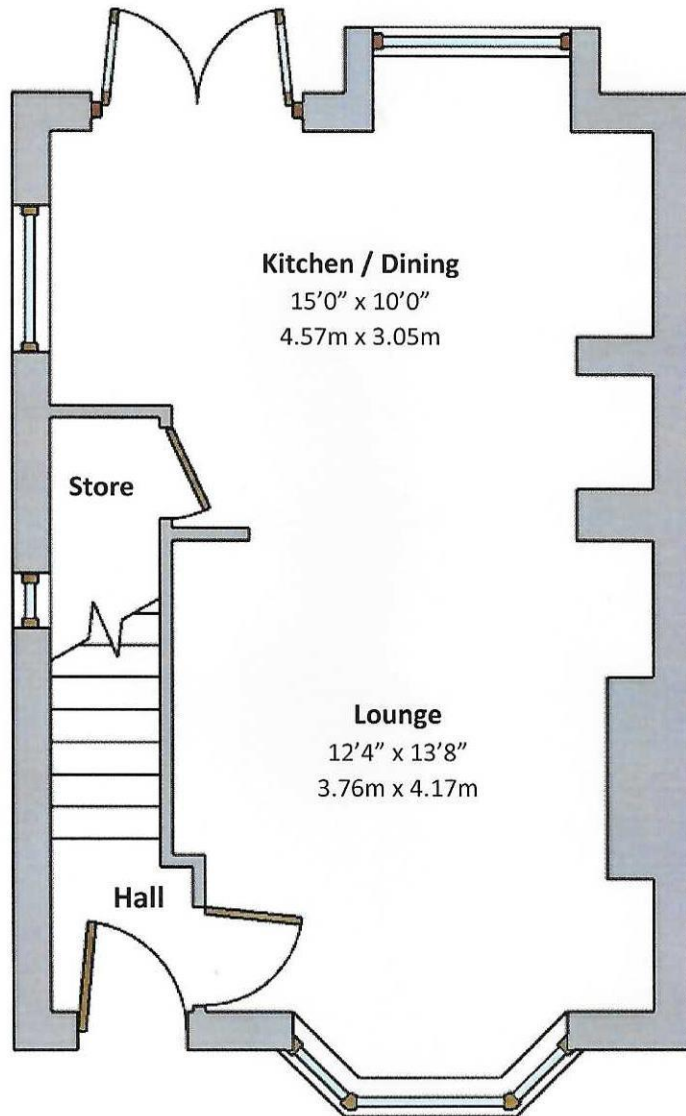 Kitchen / Dining
15’0” x 10’0”
4.57m x 3.05m
Store
Lounge
12’4” x 13’8”
3.76m x 4.17m
Hall